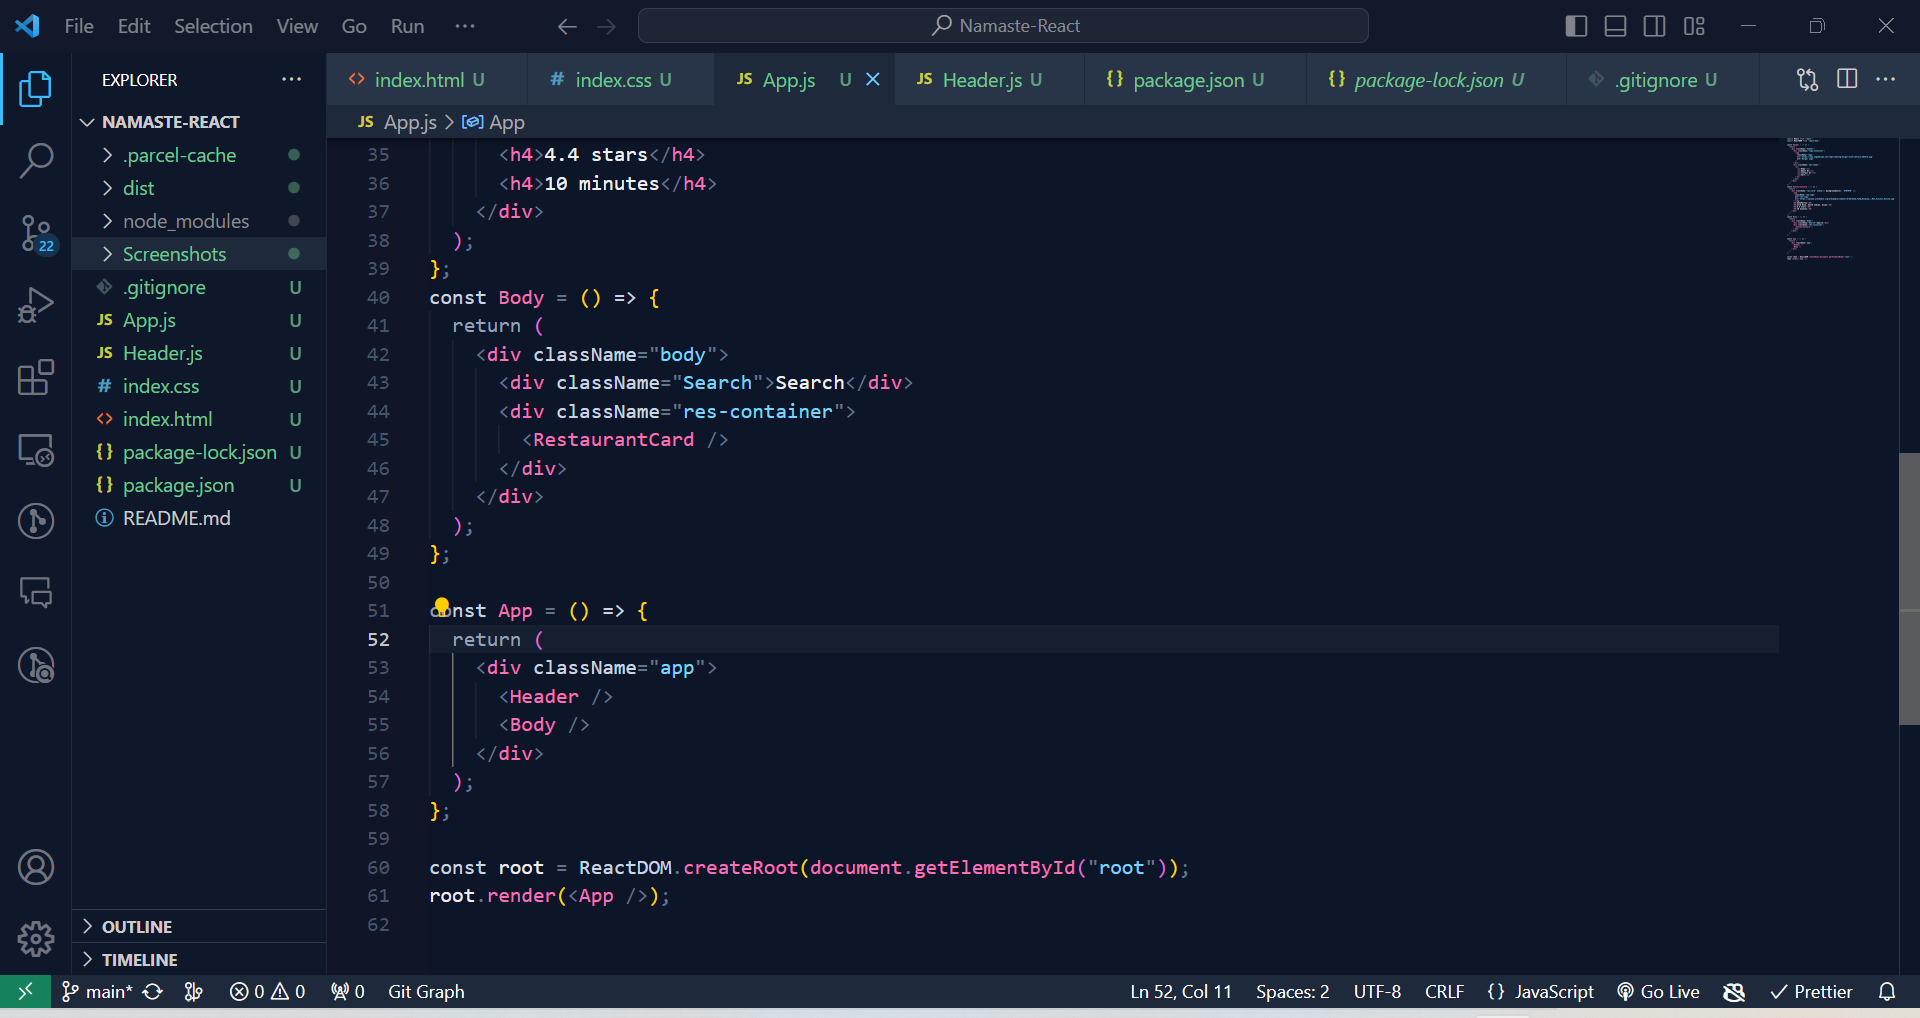 File Edit Selection View Go Run ··· Namaste-React
EXPLORER ···
index.html U
index.css U
JS App.js U
JS Header.js U
{} package.json U
{} package-lock.json U
.gitignore U
JS App.js > App
NAMASTE-REACT
.parcel-cache
dist
node_modules
Screenshots
.gitignore U
JS App.js U
JS Header.js U
# index.css U
<> index.html U
{} package-lock.json U
{} package.json U
README.md
22
OUTLINE
TIMELINE
35 <h4>4.4 stars</h4>
36 <h4>10 minutes</h4>
37 </div>
38 );
39 };
40 const Body = () => {
41 return (
42 <div className="body">
43 <div className="Search">Search</div>
44 <div className="res-container">
45 <RestaurantCard />
46 </div>
47 </div>
48 );
49 };
50
51 const App = () => {
52 return (
53 <div className="app">
54 <Header />
55 <Body />
56 </div>
57 );
58 };
59
60 const root = ReactDOM.createRoot(document.getElementById("root"));
61 root.render(<App />);
62
main* 0 0 0 Git Graph Ln 52, Col 11 Spaces: 2 UTF-8 CRLF {} JavaScript Go Live Prettier